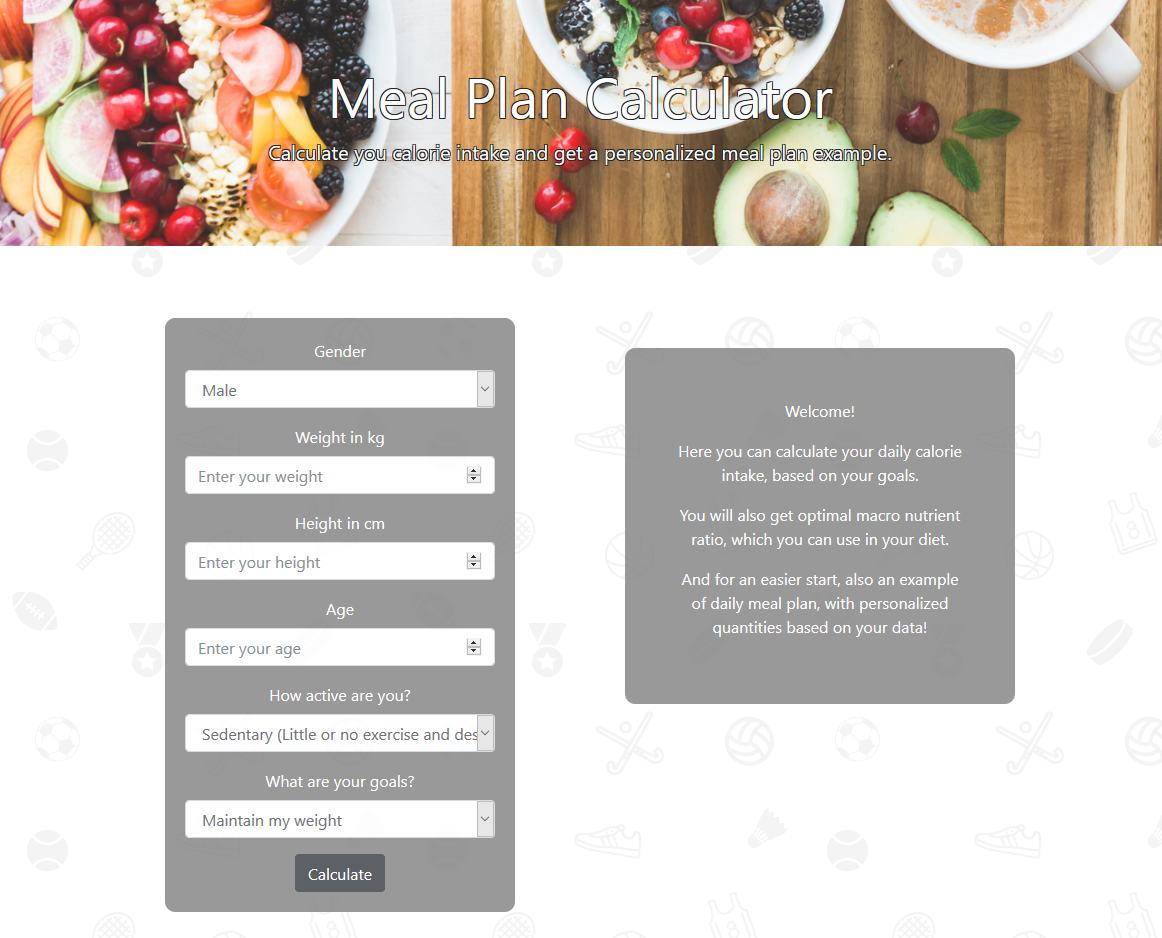 Meal Plan Calculator
Calculate you calorie intake and get a personalized meal plan example.
Gender
Male
Weight in kg
Enter your weight
Height in cm
Enter your height
Age
Enter your age
How active are you?
Sedentary (Little or no exercise and des
What are your goals?
Maintain my weight
Calculate
Welcome!
Here you can calculate your daily calorie
intake, based on your goals.
You will also get optimal macro nutrient
ratio, which you can use in your diet.
And for an easier start, also an example
of daily meal plan, with personalized
quantities based on your data!